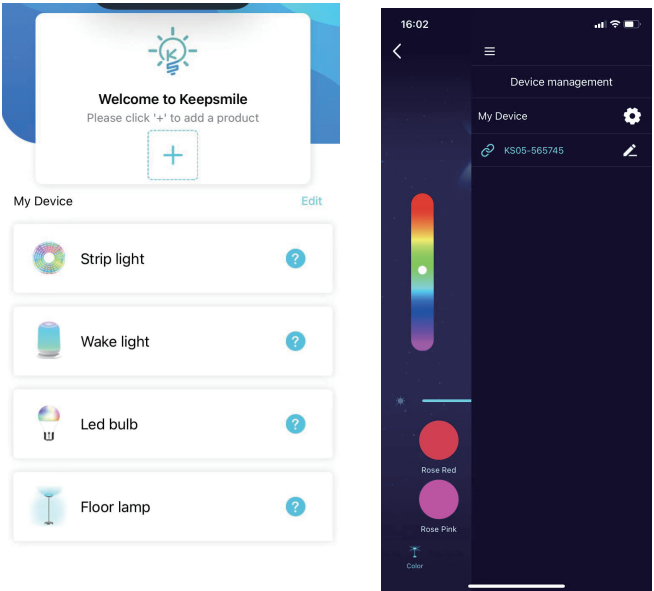 Welcome to Keepsmile
Please click '+' to add a product
My Device
Edit
Strip light
?
Wake light
?
Led bulb
?
Floor lamp
?
16:02
Device management
My Device
KS05-565745
Rose Red
Rose Pink
Color